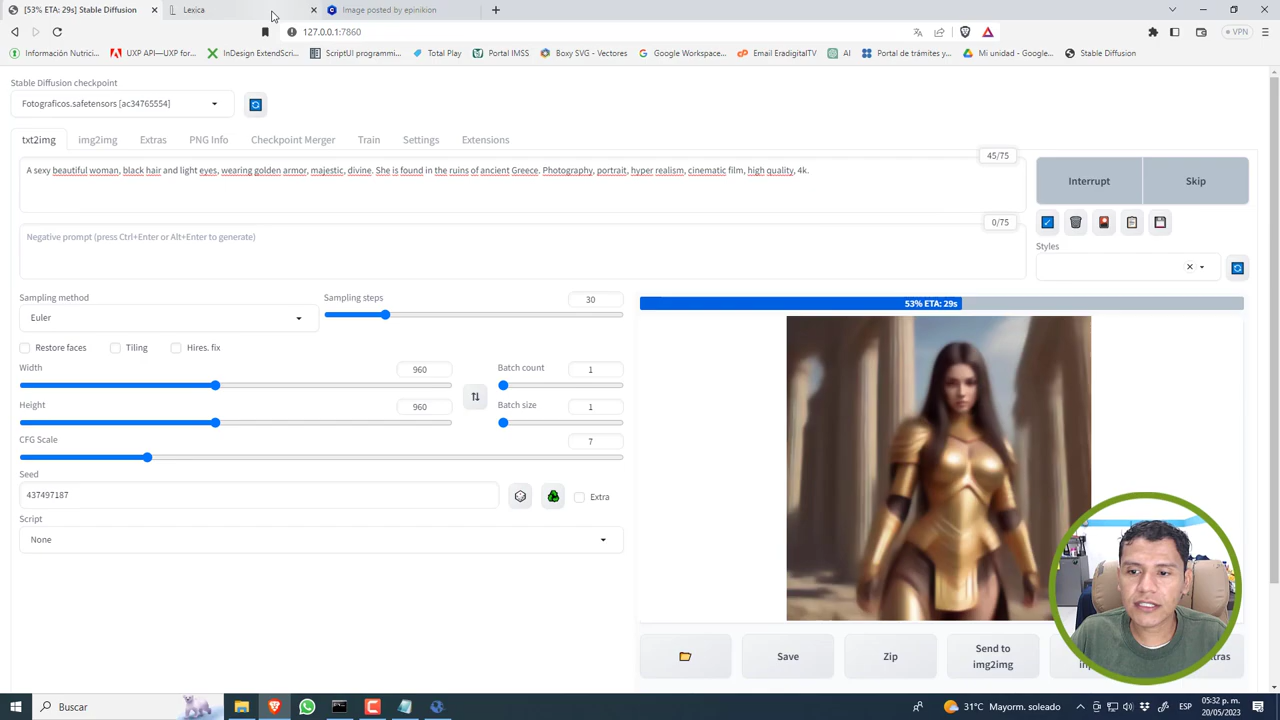 [53% ETA: 29s] Stable Diffusion
Lexica
Image posted by epinikion
127.0.0.1:7860
VPN
Información Nutrici...
UXP API—UXP for...
InDesign ExtendScri...
ScriptUI programmi...
Total Play
Portal IMSS
Boxy SVG - Vectores
Google Workspace...
Email EradigitalTV
AI
Portal de trámites y...
Mi unidad - Google...
Stable Diffusion
Stable Diffusion checkpoint
Fotograficos.safetensors [ac34765554]
txt2img
img2img
Extras
PNG Info
Checkpoint Merger
Train
Settings
Extensions
45/75
A sexy beautiful woman, black hair and light eyes, wearing golden armor, majestic, divine. She is found in the ruins of ancient Greece. Photography, portrait, hyper realism, cinematic film, high quality, 4k.
Interrupt
Skip
0/75
Negative prompt (press Ctrl+Enter or Alt+Enter to generate)
Styles
Sampling method
Euler
Sampling steps
30
53% ETA: 29s
Restore faces
Tiling
Hires. fix
Width
960
Batch count
1
Height
960
Batch size
1
CFG Scale
7
Seed
437497187
Extra
Script
None
Save
Zip
Send to
img2img
Buscar
31°C Mayorm. soleado
ESP
05:32 p. m.
20/05/2023